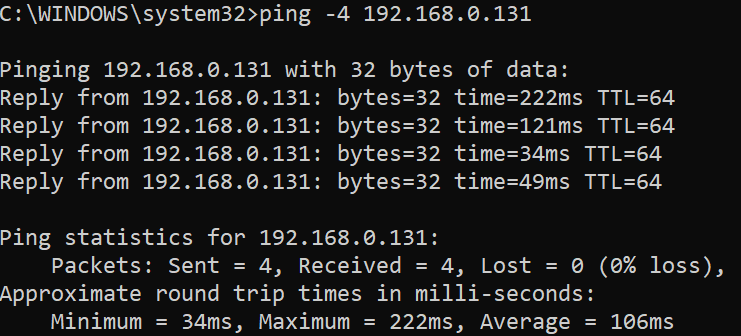 C:\WINDOWS\system32>ping -4 192.168.0.131
Pinging 192.168.0.131 with 32 bytes of data:
Reply from 192.168.0.131: bytes=32 time=222ms TTL=64
Reply from 192.168.0.131: bytes=32 time=121ms TTL=64
Reply from 192.168.0.131: bytes=32 time=34ms TTL=64
Reply from 192.168.0.131: bytes=32 time=49ms TTL=64
Ping statistics for 192.168.0.131:
    Packets: Sent = 4, Received = 4, Lost = 0 (0% loss),
Approximate round trip times in milli-seconds:
    Minimum = 34ms, Maximum = 222ms, Average = 106ms